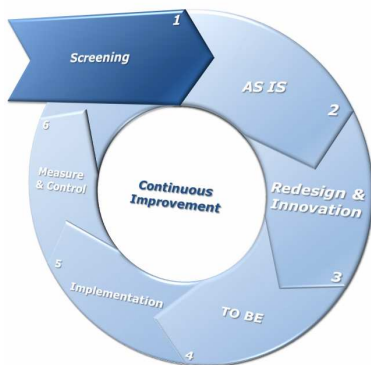 1
Screening
AS IS
2
Redesign &
Innovation
3
TO BE
4
Implementation
5
Measure
& Control
6
Continuous
Improvement